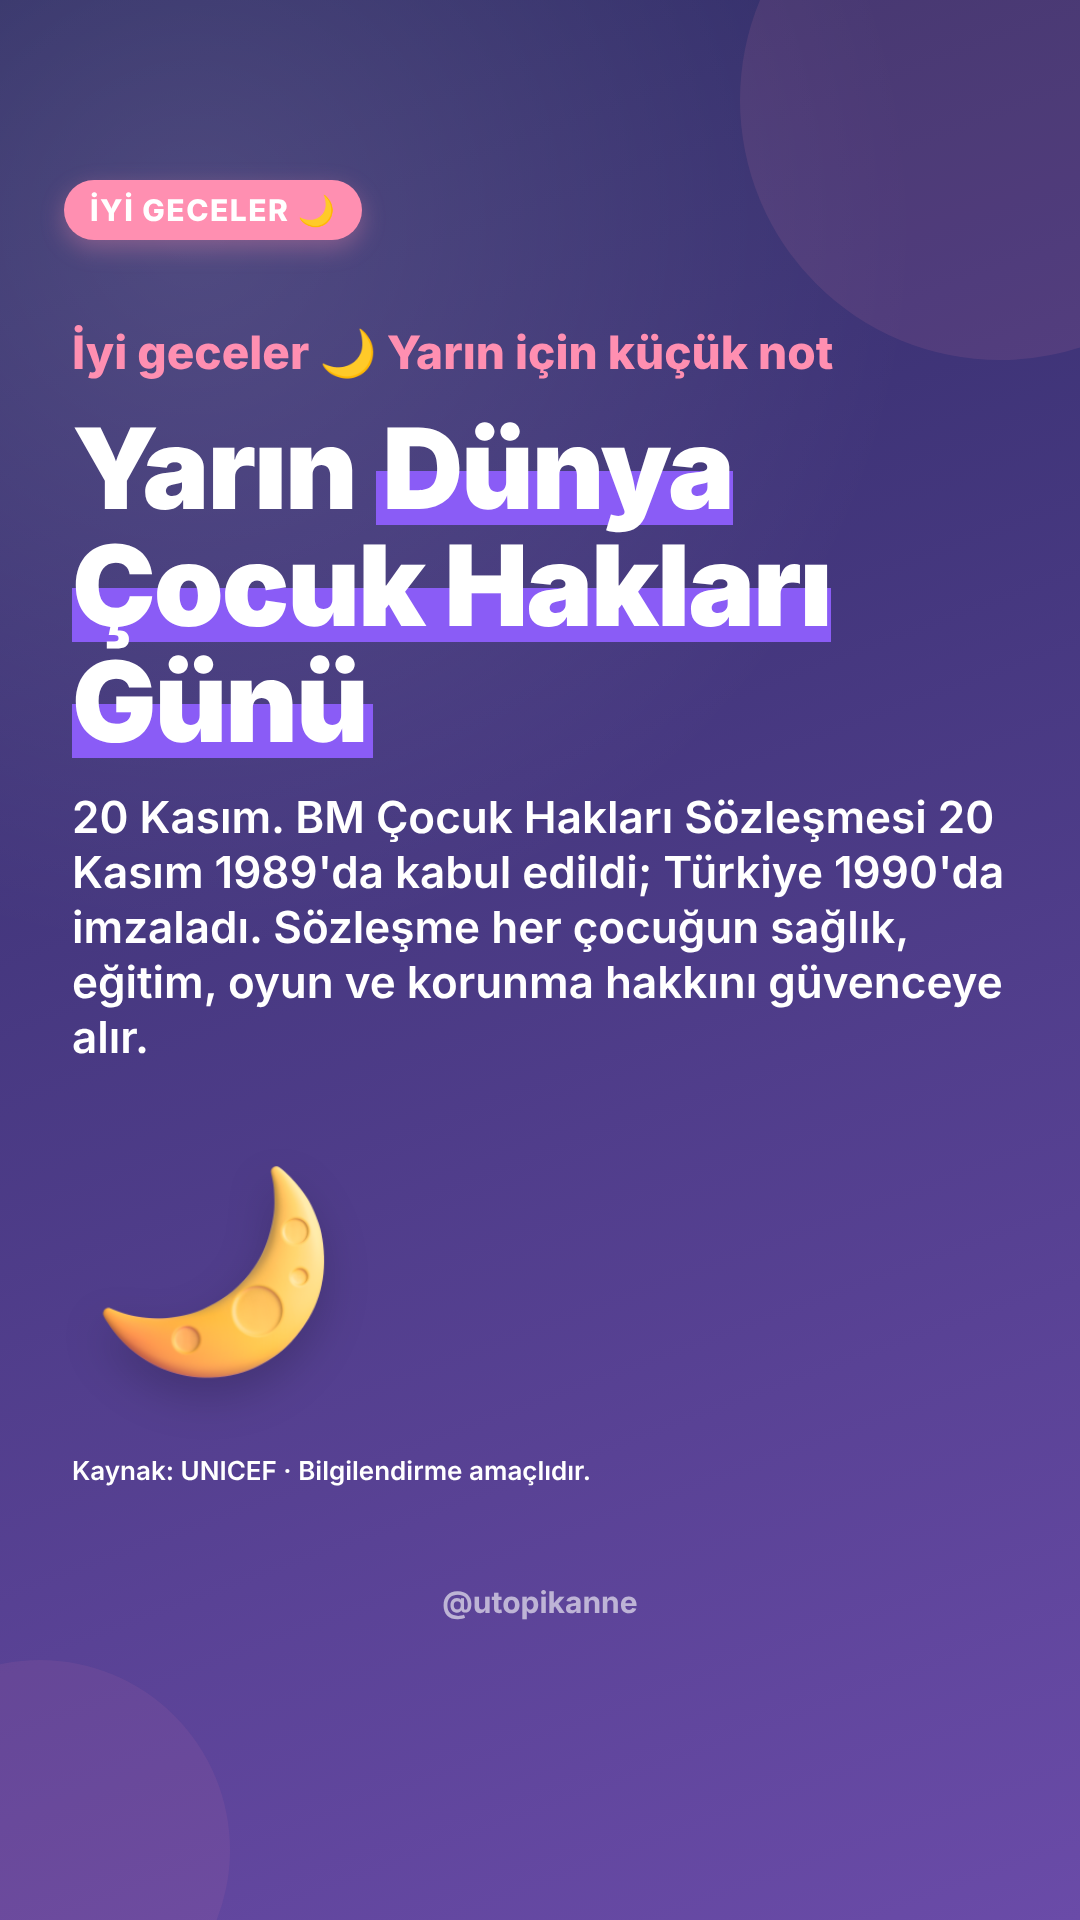 İYİ GECELER 🌙
İyi geceler 🌙 Yarın için küçük not
Yarın Dünya
Çocuk Hakları
Günü
20 Kasım. BM Çocuk Hakları Sözleşmesi 20
Kasım 1989'da kabul edildi; Türkiye 1990'da
imzaladı. Sözleşme her çocuğun sağlık,
eğitim, oyun ve korunma hakkını güvenceye
alır.
Kaynak: UNICEF · Bilgilendirme amaçlıdır.
@utopikanne